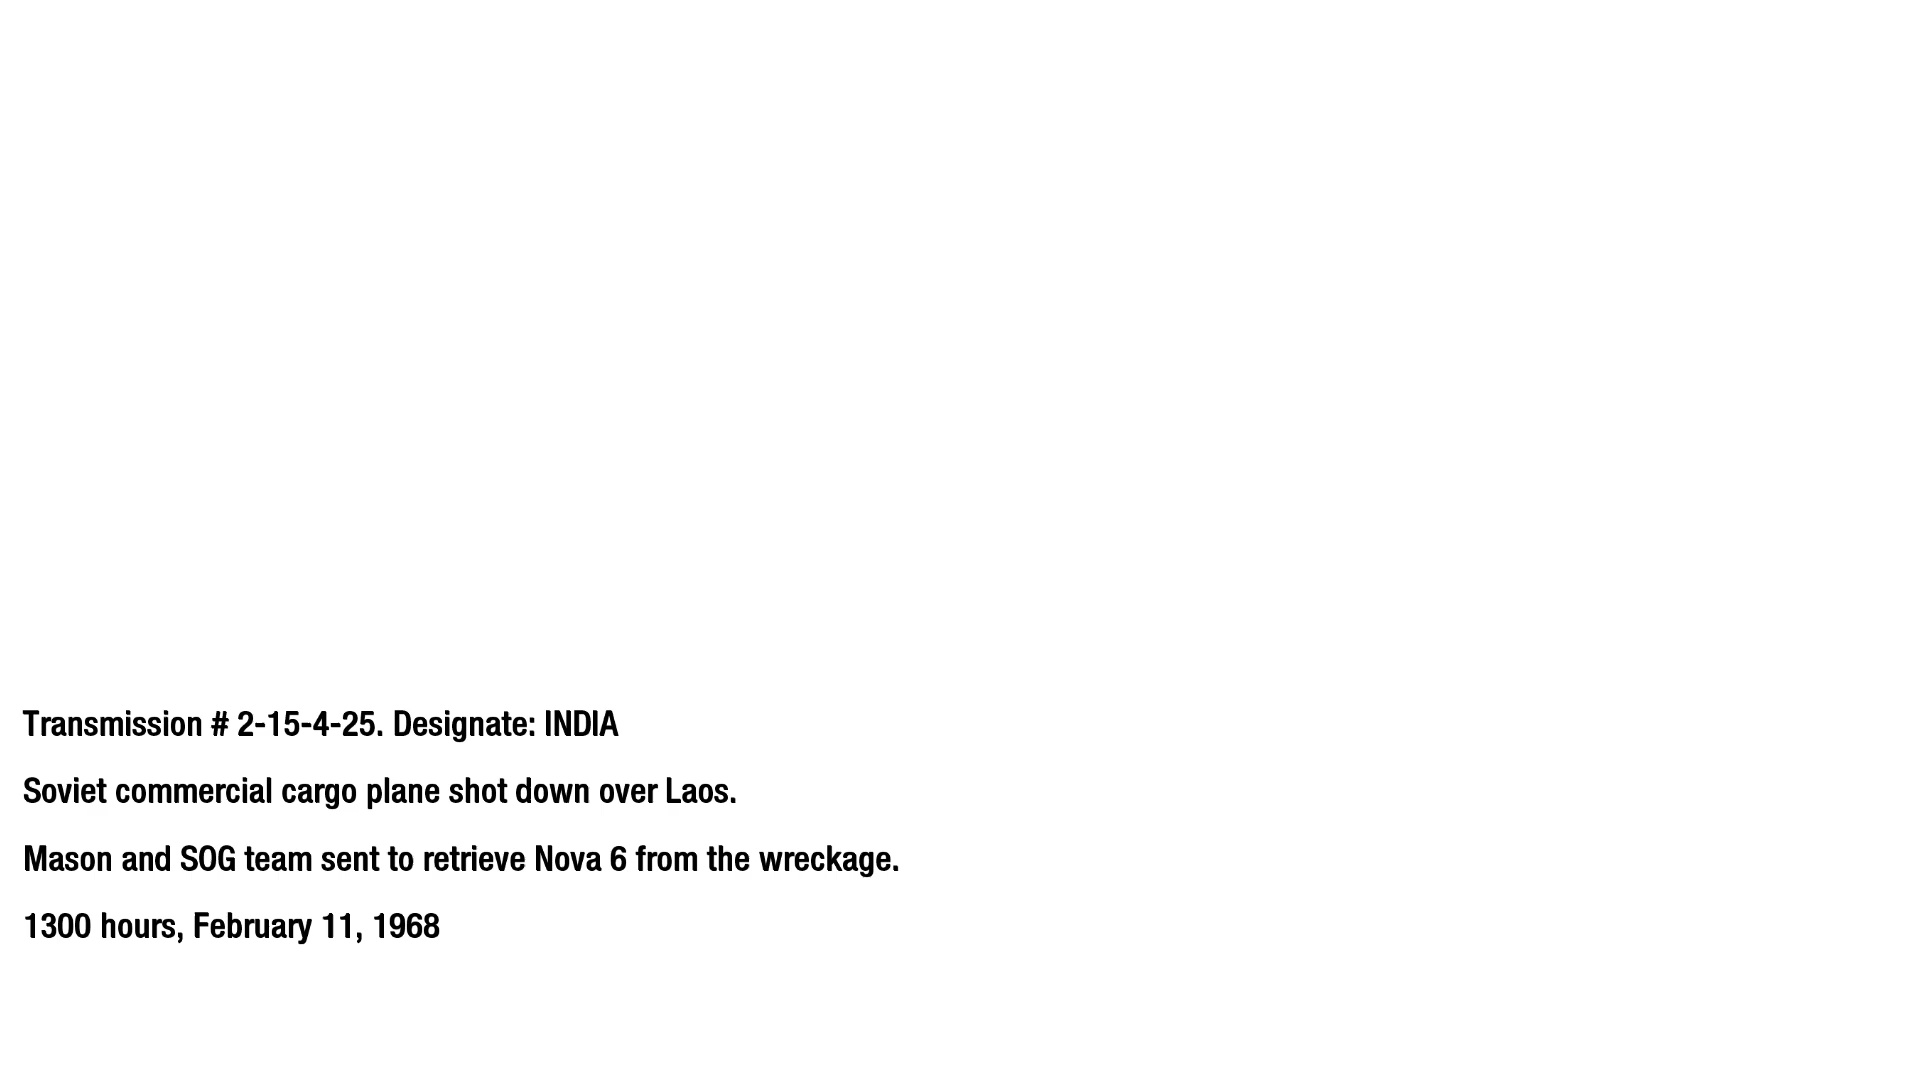 Transmission # 2-15-4-25. Designate: INDIA
Soviet commercial cargo plane shot down over Laos.
Mason and SOG team sent to retrieve Nova 6 from the wreckage.
1300 hours, February 11, 1968